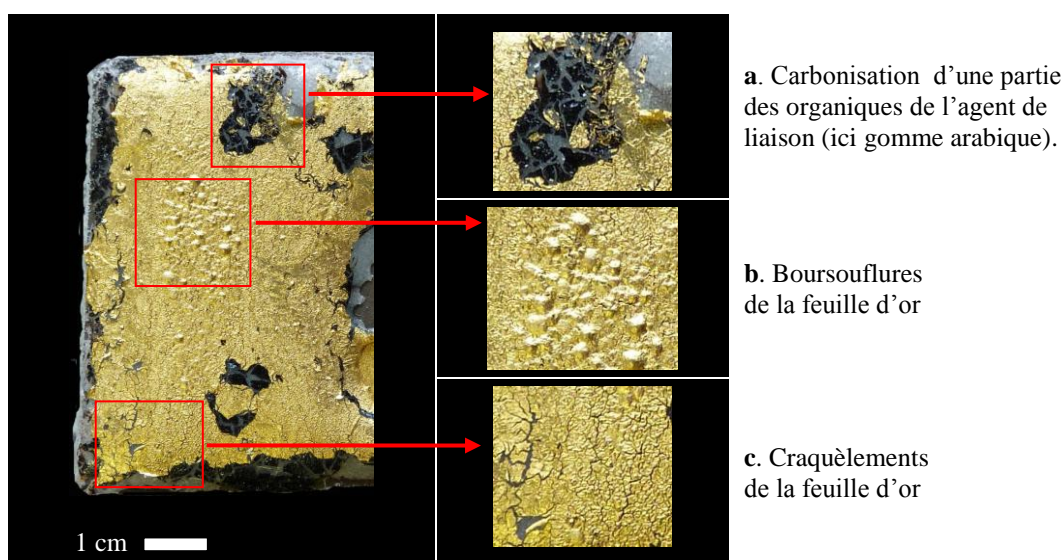 a. Carbonisation d’une partie
des organiques de l’agent de
liaison (ici gomme arabique).
b. Boursouflures
de la feuille d’or
c. Craquèlements
de la feuille d’or
1 cm